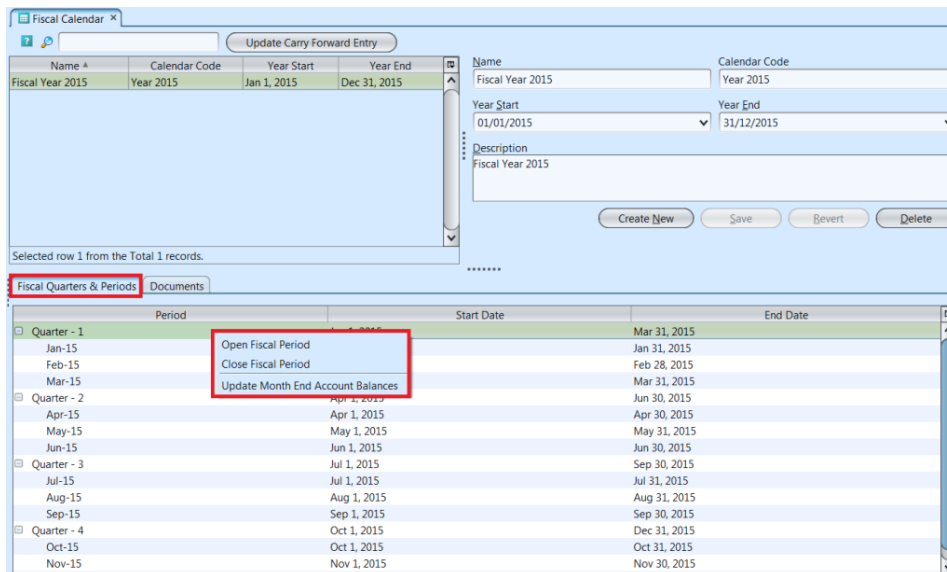 Fiscal Calendar ×
Update Carry Forward Entry
Name Calendar Code Year Start Year End
Fiscal Year 2015 Year 2015 Jan 1, 2015 Dec 31, 2015
Selected row 1 from the Total 1 records.
Name Calendar Code
Fiscal Year 2015 Year 2015
Year Start Year End
01/01/2015 31/12/2015
Description
Fiscal Year 2015
Create New Save Revert Delete
Fiscal Quarters & Periods Documents
Period Start Date End Date
Quarter - 1 Mar 31, 2015
Open Fiscal Period
Close Fiscal Period
Update Month End Account Balances
Jan-15 Jan 31, 2015
Feb-15 Feb 28, 2015
Mar-15 Mar 31, 2015
Quarter - 2 Apr 1, 2015 Jun 30, 2015
Apr-15 Apr 1, 2015 Apr 30, 2015
May-15 May 1, 2015 May 31, 2015
Jun-15 Jun 1, 2015 Jun 30, 2015
Quarter - 3 Jul 1, 2015 Sep 30, 2015
Jul-15 Jul 1, 2015 Jul 31, 2015
Aug-15 Aug 1, 2015 Aug 31, 2015
Sep-15 Sep 1, 2015 Sep 30, 2015
Quarter - 4 Oct 1, 2015 Dec 31, 2015
Oct-15 Oct 1, 2015 Oct 31, 2015
Nov-15 Nov 1, 2015 Nov 30, 2015